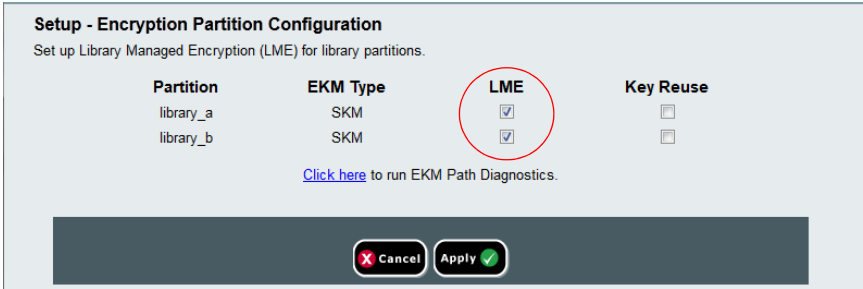 Setup - Encryption Partition Configuration
Set up Library Managed Encryption (LME) for library partitions.
Partition EKM Type LME Key Reuse
library_a SKM
library_b SKM
Click here to run EKM Path Diagnostics.
Cancel Apply